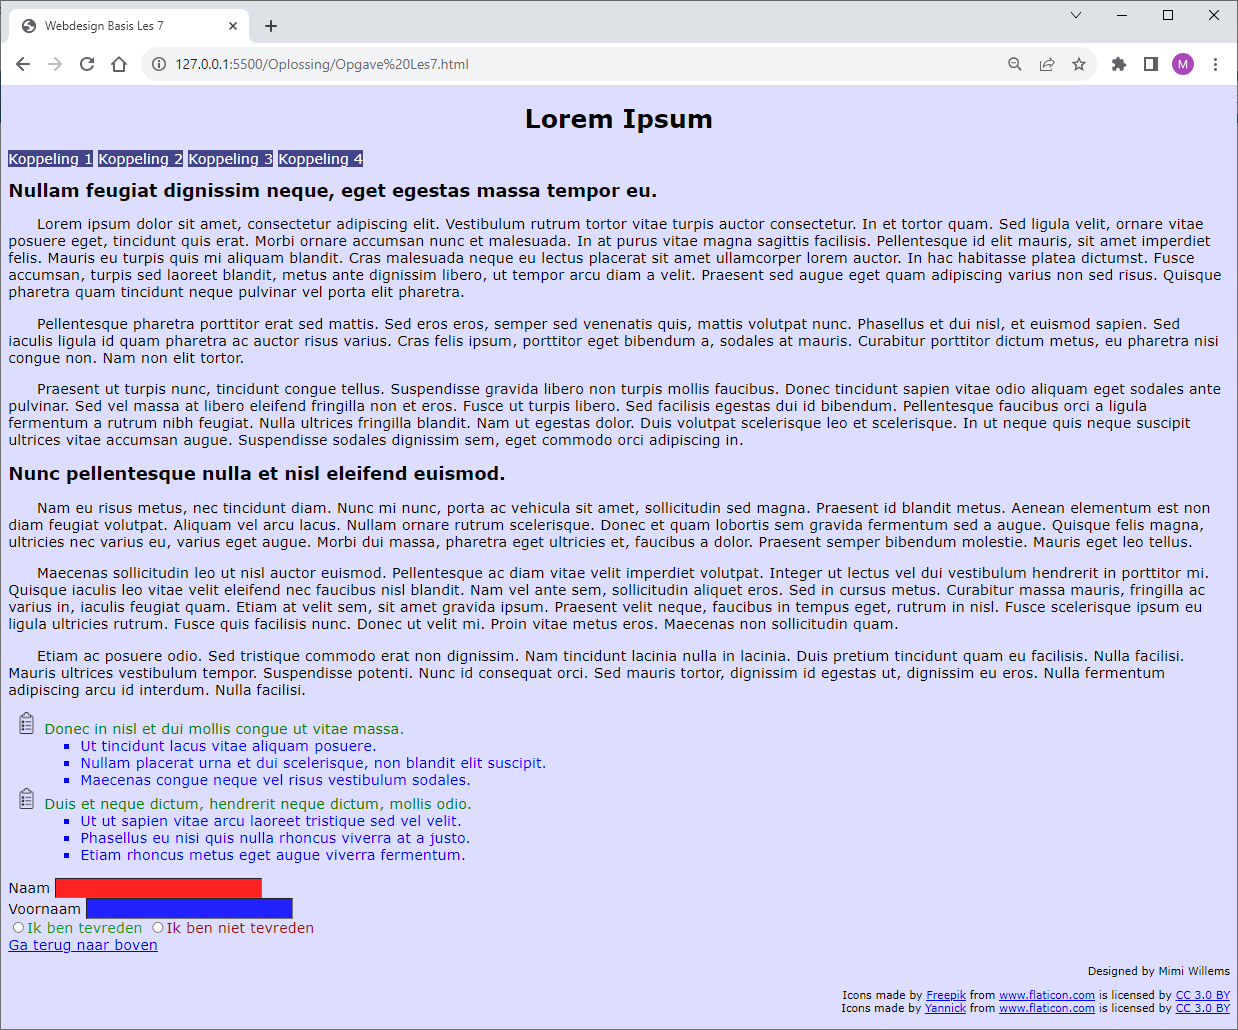 Webdesign Basis Les 7
127.0.0.1:5500/Oplossing/Opgave%20Les7.html
M
Lorem Ipsum
Koppeling 1 Koppeling 2 Koppeling 3 Koppeling 4
Nullam feugiat dignissim neque, eget egestas massa tempor eu.
Lorem ipsum dolor sit amet, consectetur adipiscing elit. Vestibulum rutrum tortor vitae turpis auctor consectetur. In et tortor quam. Sed ligula velit, ornare vitae
posuere eget, tincidunt quis erat. Morbi ornare accumsan nunc et malesuada. In at purus vitae magna sagittis facilisis. Pellentesque id elit mauris, sit amet imperdiet
felis. Mauris eu turpis quis mi aliquam blandit. Cras malesuada neque eu lectus placerat sit amet ullamcorper lorem auctor. In hac habitasse platea dictumst. Fusce
accumsan, turpis sed laoreet blandit, metus ante dignissim libero, ut tempor arcu diam a velit. Praesent sed augue eget quam adipiscing varius non sed risus. Quisque
pharetra quam tincidunt neque pulvinar vel porta elit pharetra.
Pellentesque pharetra porttitor erat sed mattis. Sed eros eros, semper sed venenatis quis, mattis volutpat nunc. Phasellus et dui nisl, et euismod sapien. Sed
iaculis ligula id quam pharetra ac auctor risus varius. Cras felis ipsum, porttitor eget bibendum a, sodales at mauris. Curabitur porttitor dictum metus, eu pharetra nisi
congue non. Nam non elit tortor.
Praesent ut turpis nunc, tincidunt congue tellus. Suspendisse gravida libero non turpis mollis faucibus. Donec tincidunt sapien vitae odio aliquam eget sodales ante
pulvinar. Sed vel massa at libero eleifend fringilla non et eros. Fusce ut turpis libero. Sed facilisis egestas dui id bibendum. Pellentesque faucibus orci a ligula
fermentum a rutrum nibh feugiat. Nulla ultrices fringilla blandit. Nam ut egestas dolor. Duis volutpat scelerisque leo et scelerisque. In ut neque quis neque suscipit
ultrices vitae accumsan augue. Suspendisse sodales dignissim sem, eget commodo orci adipiscing in.
Nunc pellentesque nulla et nisl eleifend euismod.
Nam eu risus metus, nec tincidunt diam. Nunc mi nunc, porta ac vehicula sit amet, sollicitudin sed magna. Praesent id blandit metus. Aenean elementum est non
diam feugiat volutpat. Aliquam vel arcu lacus. Nullam ornare rutrum scelerisque. Donec et quam lobortis sem gravida fermentum sed a augue. Quisque felis magna,
ultricies nec varius eu, varius eget augue. Morbi dui massa, pharetra eget ultricies et, faucibus a dolor. Praesent semper bibendum molestie. Mauris eget leo tellus.
Maecenas sollicitudin leo ut nisl auctor euismod. Pellentesque ac diam vitae velit imperdiet volutpat. Integer ut lectus vel dui vestibulum hendrerit in porttitor mi.
Quisque iaculis leo vitae velit eleifend nec faucibus nisl blandit. Nam vel ante sem, sollicitudin aliquet eros. Sed in cursus metus. Curabitur massa mauris, fringilla ac
varius in, iaculis feugiat quam. Etiam at velit sem, sit amet gravida ipsum. Praesent velit neque, faucibus in tempus eget, rutrum in nisl. Fusce scelerisque ipsum eu
ligula ultricies rutrum. Fusce quis facilisis nunc. Donec ut velit mi. Proin vitae metus eros. Maecenas non sollicitudin quam.
Etiam ac posuere odio. Sed tristique commodo erat non dignissim. Nam tincidunt lacinia nulla in lacinia. Duis pretium tincidunt quam eu facilisis. Nulla facilisi.
Mauris ultrices vestibulum tempor. Suspendisse potenti. Nunc id consequat orci. Sed mauris tortor, dignissim id egestas ut, dignissim eu eros. Nulla fermentum
adipiscing arcu id interdum. Nulla facilisi.
Donec in nisl et dui mollis congue ut vitae massa.
Ut tincidunt lacus vitae aliquam posuere.
Nullam placerat urna et dui scelerisque, non blandit elit suscipit.
Maecenas congue neque vel risus vestibulum sodales.
Duis et neque dictum, hendrerit neque dictum, mollis odio.
Ut ut sapien vitae arcu laoreet tristique sed vel velit.
Phasellus eu nisi quis nulla rhoncus viverra at a justo.
Etiam rhoncus metus eget augue viverra fermentum.
Naam
Voornaam
Ik ben tevreden Ik ben niet tevreden
Ga terug naar boven
Designed by Mimi Willems
Icons made by Freepik from www.flaticon.com is licensed by CC 3.0 BY
Icons made by Yannick from www.flaticon.com is licensed by CC 3.0 BY